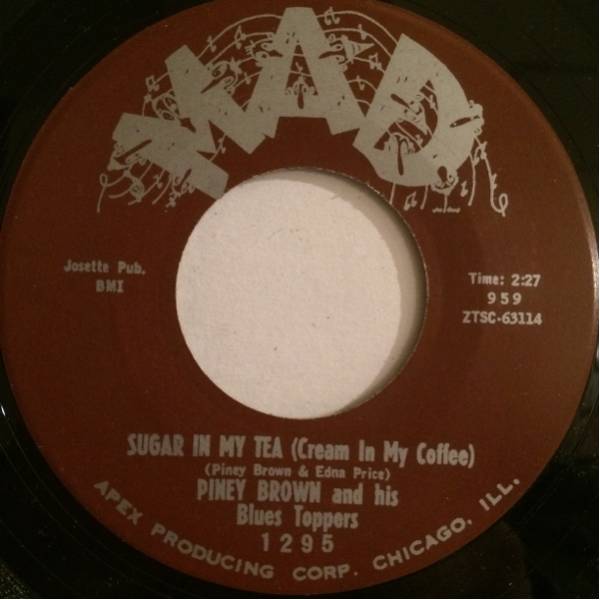 MAD
Josette Pub.
BMI
Time: 2:27
959
ZTSC-63114
SUGAR IN MY TEA (Cream In My Coffee)
(Piney Brown & Edna Price)
PINEY BROWN and his
Blues Toppers
1295
APEX PRODUCING CORP. CHICAGO, ILL.